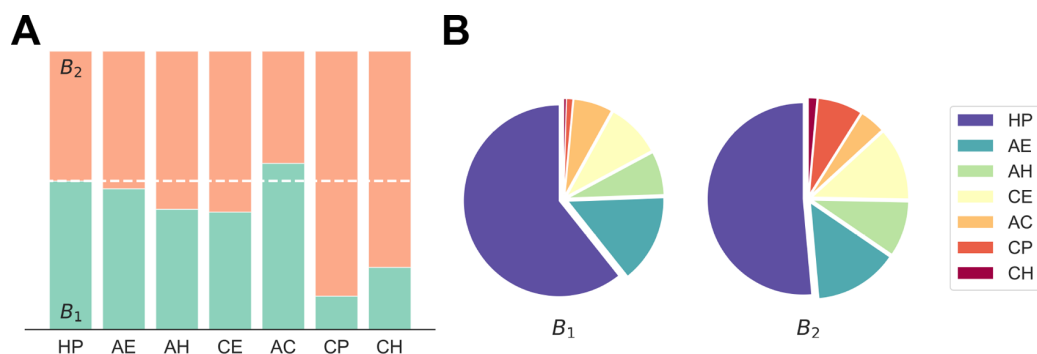 A
B₂
B₁
HP AE AH CE AC CP CH
B
B₁
B₂
HP
AE
AH
CE
AC
CP
CH